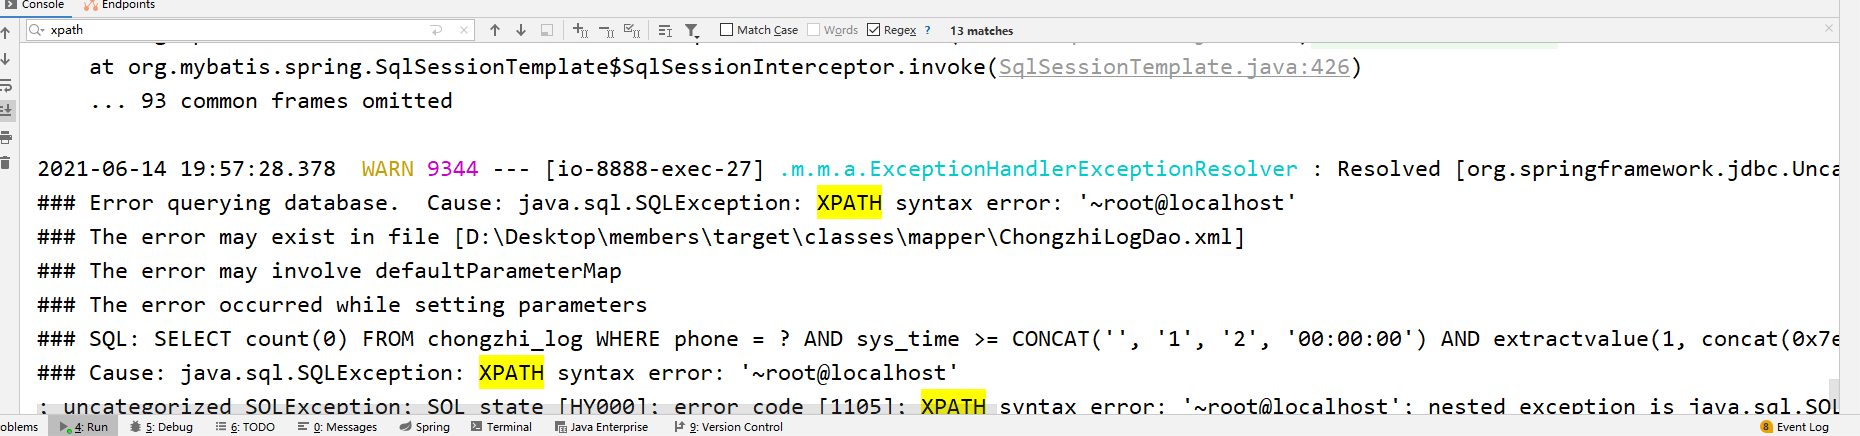 Console Endpoints
xpath Match Case Words Regex ? 13 matches
at org.mybatis.spring.SqlSessionTemplate$SqlSessionInterceptor.invoke(SqlSessionTemplate.java:426)
... 93 common frames omitted
2021-06-14 19:57:28.378 WARN 9344 --- [io-8888-exec-27] .m.m.a.ExceptionHandlerExceptionResolver : Resolved [org.springframework.jdbc.Unca
### Error querying database. Cause: java.sql.SQLException: XPATH syntax error: '~root@localhost'
### The error may exist in file [D:\Desktop\members\target\classes\mapper\ChongzhiLogDao.xml]
### The error may involve defaultParameterMap
### The error occurred while setting parameters
### SQL: SELECT count(0) FROM chongzhi_log WHERE phone = ? AND sys_time >= CONCAT('', '1', '2', '00:00:00') AND extractvalue(1, concat(0x7e
### Cause: java.sql.SQLException: XPATH syntax error: '~root@localhost'
; uncategorized SQLException; SQL state [HY000]; error code [1105]; XPATH syntax error: '~root@localhost'; nested exception is java.sql.SQL
oblems 4: Run 5: Debug 6: TODO 0: Messages Spring Terminal Java Enterprise 9: Version Control 8 Event Log